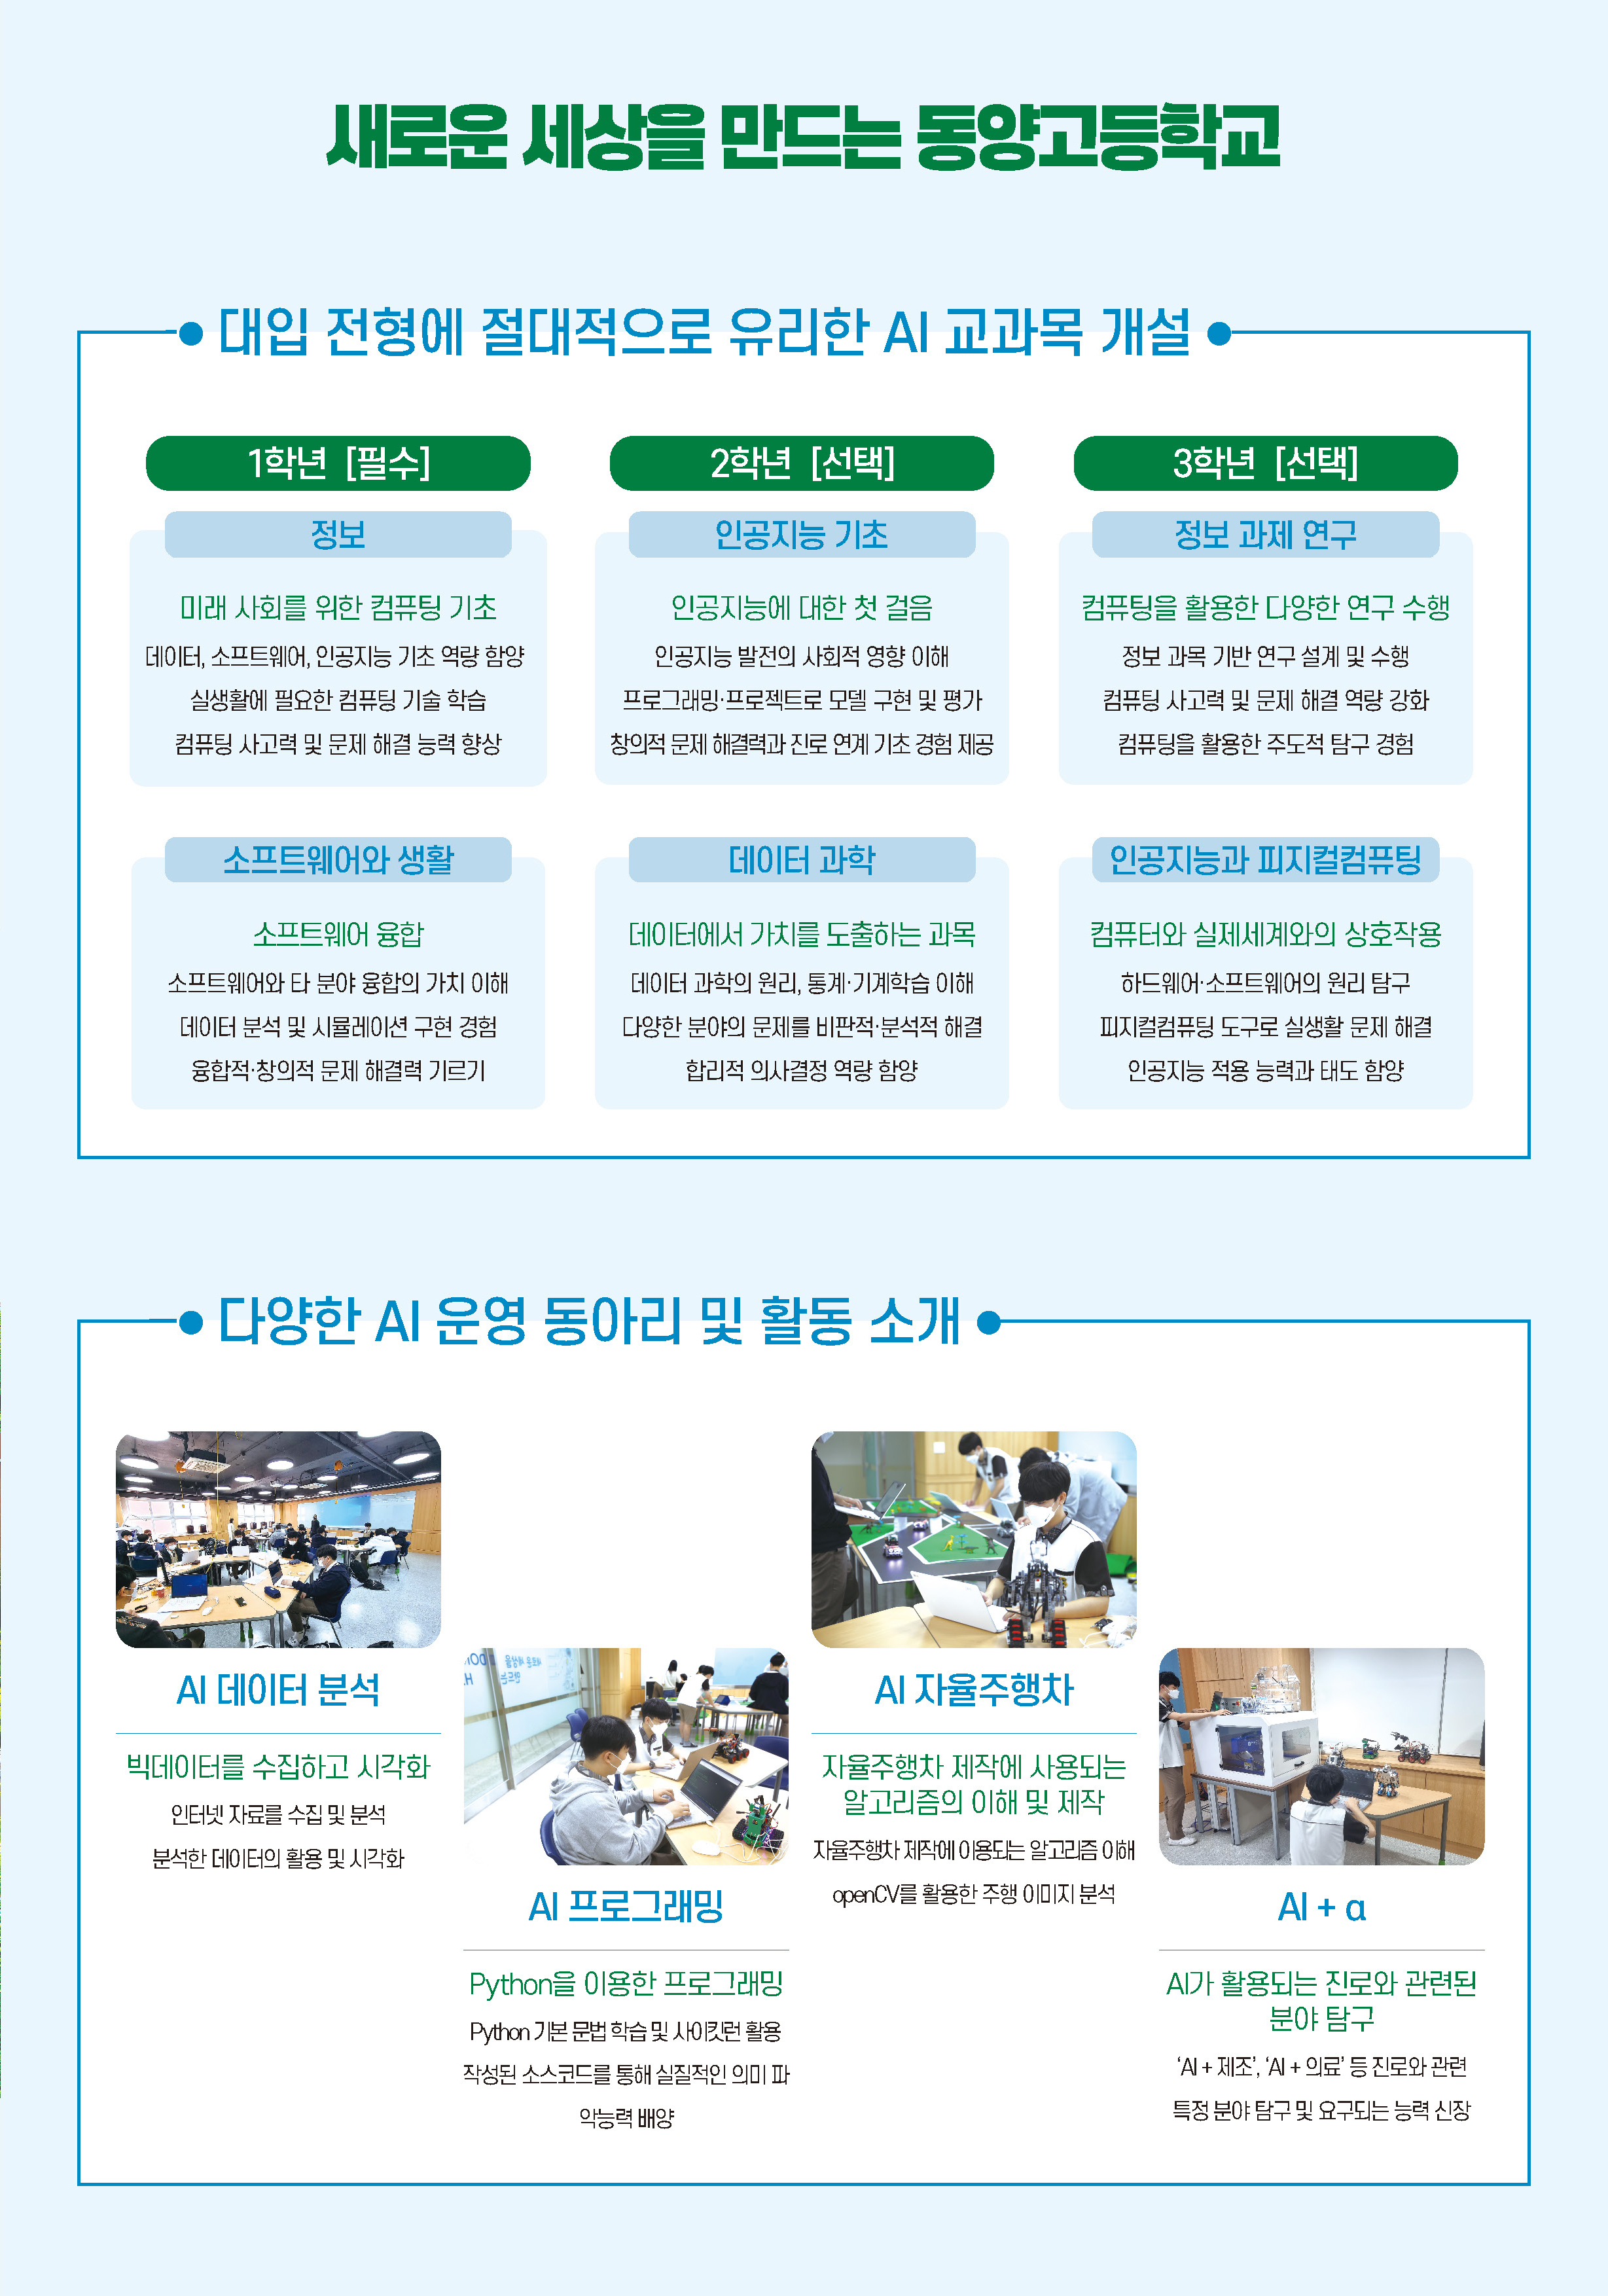 새로운 세상을 만드는 동양고등학교
대입 전형에 절대적으로 유리한 AI 교과목 개설
1학년 [필수]
정보
미래 사회를 위한 컴퓨팅 기초
데이터, 소프트웨어, 인공지능 기초 역량 함양
실생활에 필요한 컴퓨팅 기술 학습
컴퓨팅 사고력 및 문제 해결 능력 향상
소프트웨어와 생활
소프트웨어 융합
소프트웨어와 타 분야 융합의 가치 이해
데이터 분석 및 시뮬레이션 구현 경험
융합적·창의적 문제 해결력 기르기
2학년 [선택]
인공지능 기초
인공지능에 대한 첫 걸음
인공지능 발전의 사회적 영향 이해
프로그래밍·프로젝트로 모델 구현 및 평가
창의적 문제 해결력과 진로 연계 기초 경험 제공
데이터 과학
데이터에서 가치를 도출하는 과목
데이터 과학의 원리, 통계·기계학습 이해
다양한 분야의 문제를 비판적·분석적 해결
합리적 의사결정 역량 함양
3학년 [선택]
정보 과제 연구
컴퓨팅을 활용한 다양한 연구 수행
정보 과목 기반 연구 설계 및 수행
컴퓨팅 사고력 및 문제 해결 역량 강화
컴퓨팅을 활용한 주도적 탐구 경험
인공지능과 피지컬컴퓨팅
컴퓨터와 실제세계와의 상호작용
하드웨어·소프트웨어의 원리 탐구
피지컬컴퓨팅 도구로 실생활 문제 해결
인공지능 적용 능력과 태도 함양
다양한 AI 운영 동아리 및 활동 소개
AI 데이터 분석
빅데이터를 수집하고 시각화
인터넷 자료를 수집 및 분석
분석한 데이터의 활용 및 시각화
AI 프로그래밍
Python을 이용한 프로그래밍
Python 기본 문법 학습 및 사이킷런 활용
작성된 소스코드를 통해 실질적인 의미 파
악능력 배양
AI 자율주행차
자율주행차 제작에 사용되는
알고리즘의 이해 및 제작
자율주행차 제작에 이용되는 알고리즘 이해
openCV를 활용한 주행 이미지 분석
AI + α
AI가 활용되는 진로와 관련된
분야 탐구
‘AI + 제조’, ‘AI + 의료’ 등 진로와 관련
특정 분야 탐구 및 요구되는 능력 신장